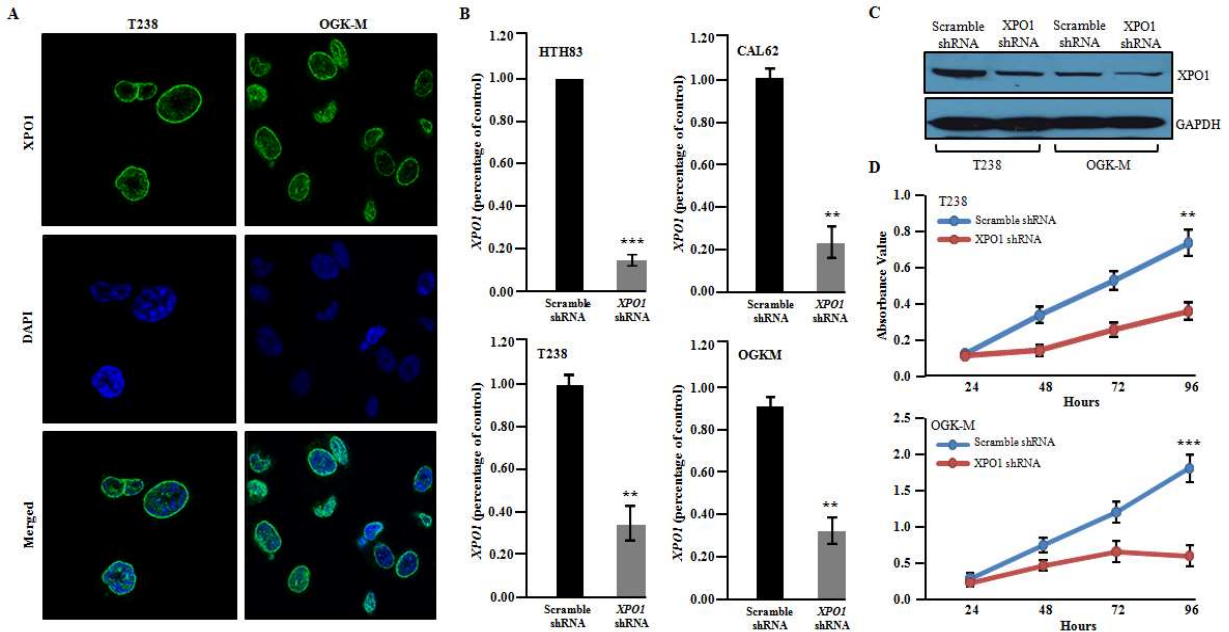 A
T238
OGK-M
XPO1
DAPI
Merged
B
HTH83
XPO1 (percentage of control)
1.20
1.00
0.80
0.60
0.40
0.20
0.00
***
Scramble
shRNA
XPO1
shRNA
CAL62
XPO1 (percentage of control)
1.20
1.00
0.80
0.60
0.40
0.20
0.00
**
Scramble
shRNA
XPO1
shRNA
T238
XPO1 (percentage of control)
1.20
1.00
0.80
0.60
0.40
0.20
0.00
**
Scramble
shRNA
XPO1
shRNA
OGKM
XPO1 (percentage of control)
1.20
1.00
0.80
0.60
0.40
0.20
0.00
**
Scramble
shRNA
XPO1
shRNA
C
Scramble
shRNA
XPO1
shRNA
Scramble
shRNA
XPO1
shRNA
XPO1
GAPDH
T238
OGK-M
D
T238
Scramble shRNA
XPO1 shRNA
**
Absorbance Value
1.0
0.8
0.6
0.4
0.2
0.0
24 48 72 96
Hours
OGK-M
Scramble shRNA
XPO1 shRNA
***
2.5
2.0
1.5
1.0
0.5
0.0
24 48 72 96
Hours